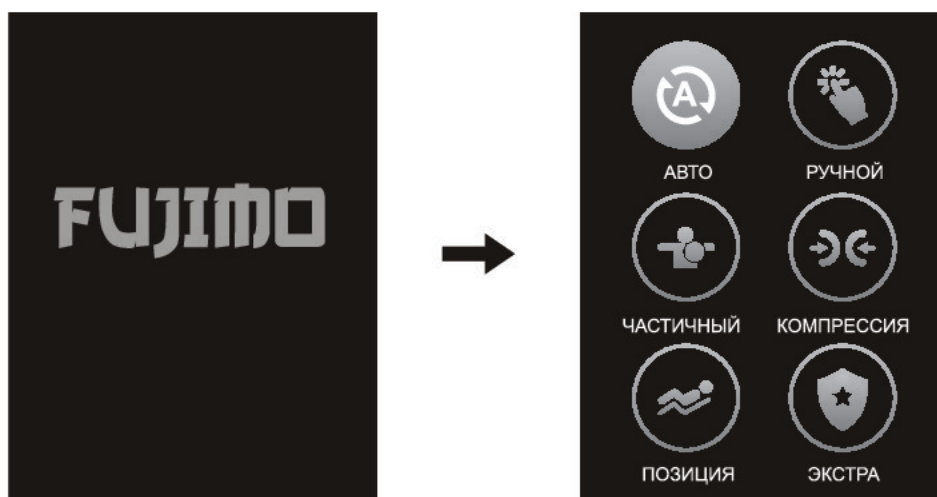 FUJIMO
A
АВТО РУЧНОЙ
ЧАСТИЧНЫЙ КОМПРЕССИЯ
ПОЗИЦИЯ ЭКСТРА